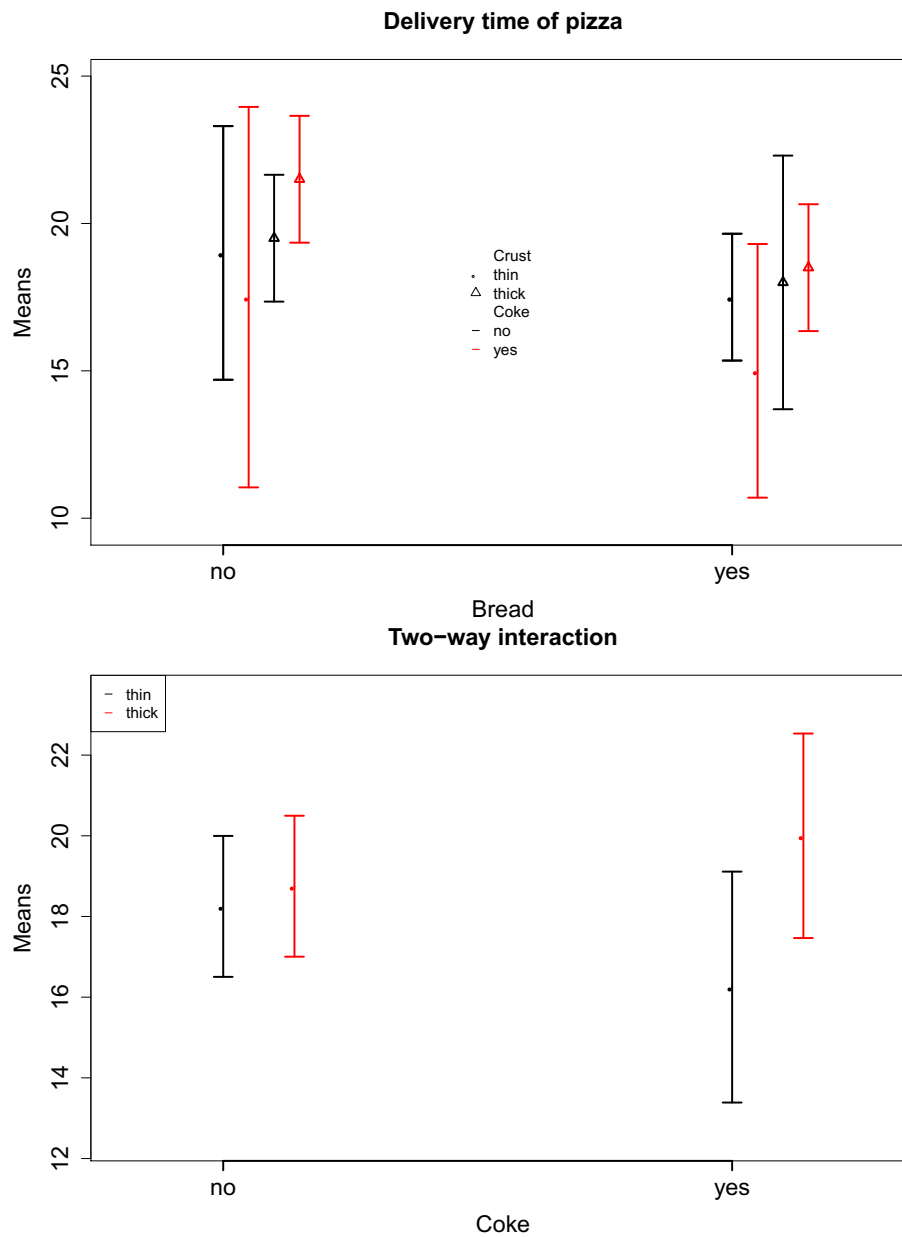 Delivery time of pizza
Means
25
20
15
10
Crust
thin
thick
Coke
no
yes
no
yes
Bread
Two−way interaction
thin
thick
Means
22
20
18
16
14
12
no
yes
Coke